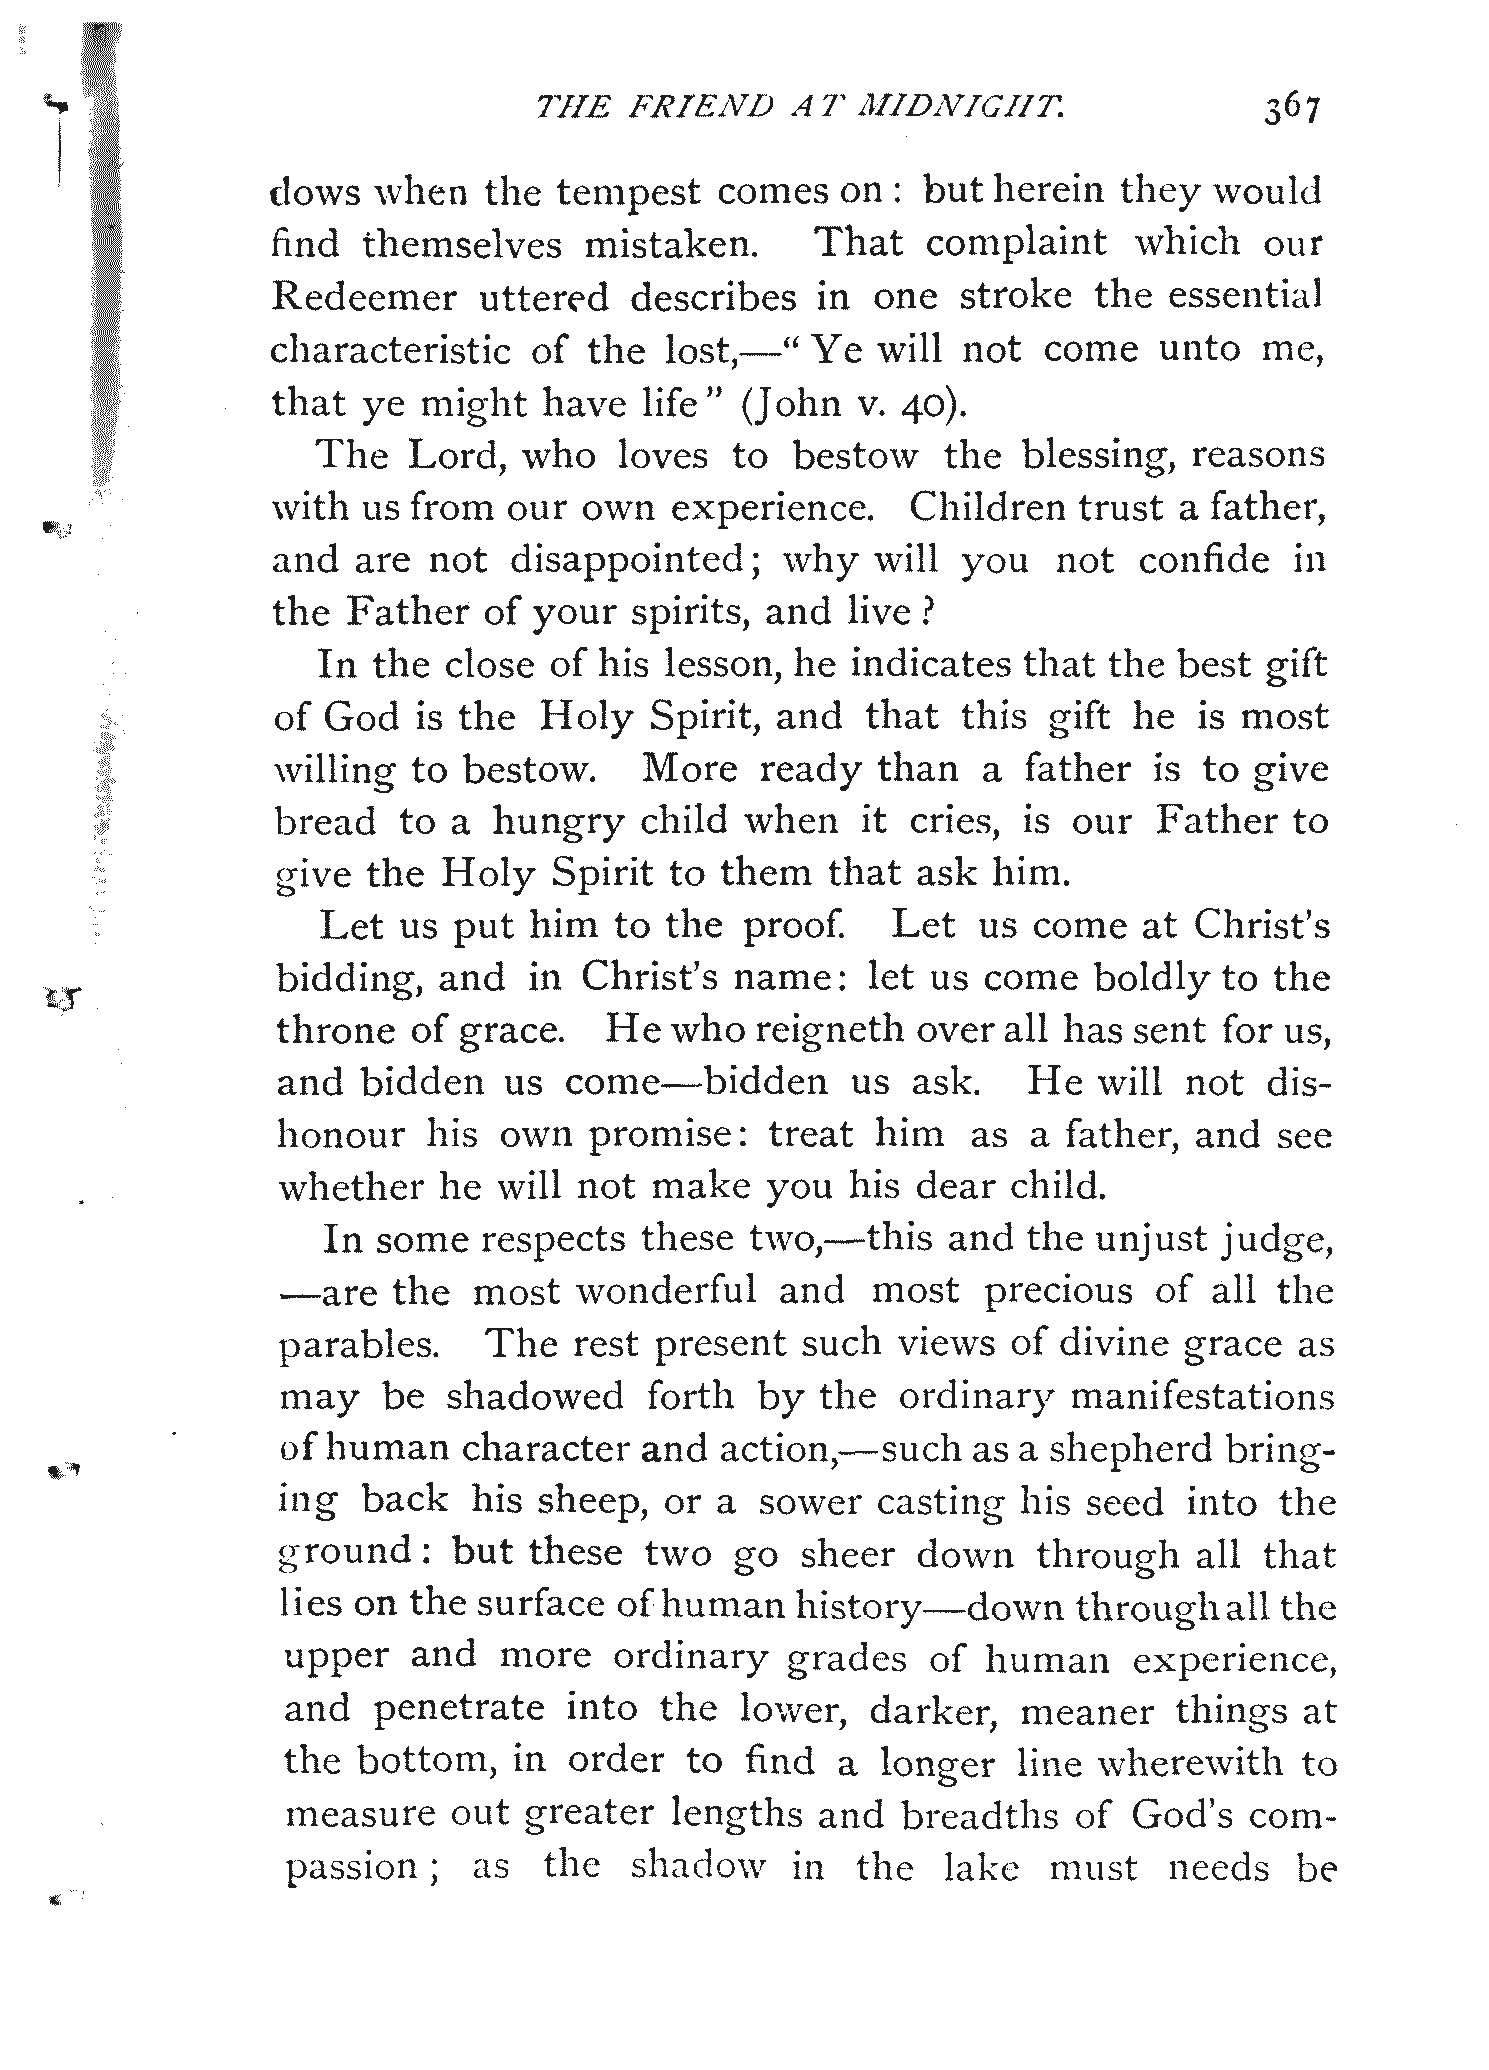 THE FRIEND AT MIDNIGHT. 367
dows when the tempest comes on : but herein they would
find themselves mistaken. That complaint which our
Redeemer uttered describes in one stroke the essential
characteristic of the lost,—“ Ye will not come unto me,
that ye might have life ” (John v. 40).
The Lord, who loves to bestow the blessing, reasons
with us from our own experience. Children trust a father,
and are not disappointed; why will you not confide in
the Father of your spirits, and live ?
In the close of his lesson, he indicates that the best gift
of God is the Holy Spirit, and that this gift he is most
willing to bestow. More ready than a father is to give
bread to a hungry child when it cries, is our Father to
give the Holy Spirit to them that ask him.
Let us put him to the proof. Let us come at Christ’s
bidding, and in Christ’s name: let us come boldly to the
throne of grace. He who reigneth over all has sent for us,
and bidden us come—bidden us ask. He will not dis-
honour his own promise: treat him as a father, and see
whether he will not make you his dear child.
In some respects these two,—this and the unjust judge,
—are the most wonderful and most precious of all the
parables. The rest present such views of divine grace as
may be shadowed forth by the ordinary manifestations
of human character and action,—such as a shepherd bring-
ing back his sheep, or a sower casting his seed into the
ground : but these two go sheer down through all that
lies on the surface of human history—down through all the
upper and more ordinary grades of human experience,
and penetrate into the lower, darker, meaner things at
the bottom, in order to find a longer line wherewith to
measure out greater lengths and breadths of God’s com-
passion ; as the shadow in the lake must needs be